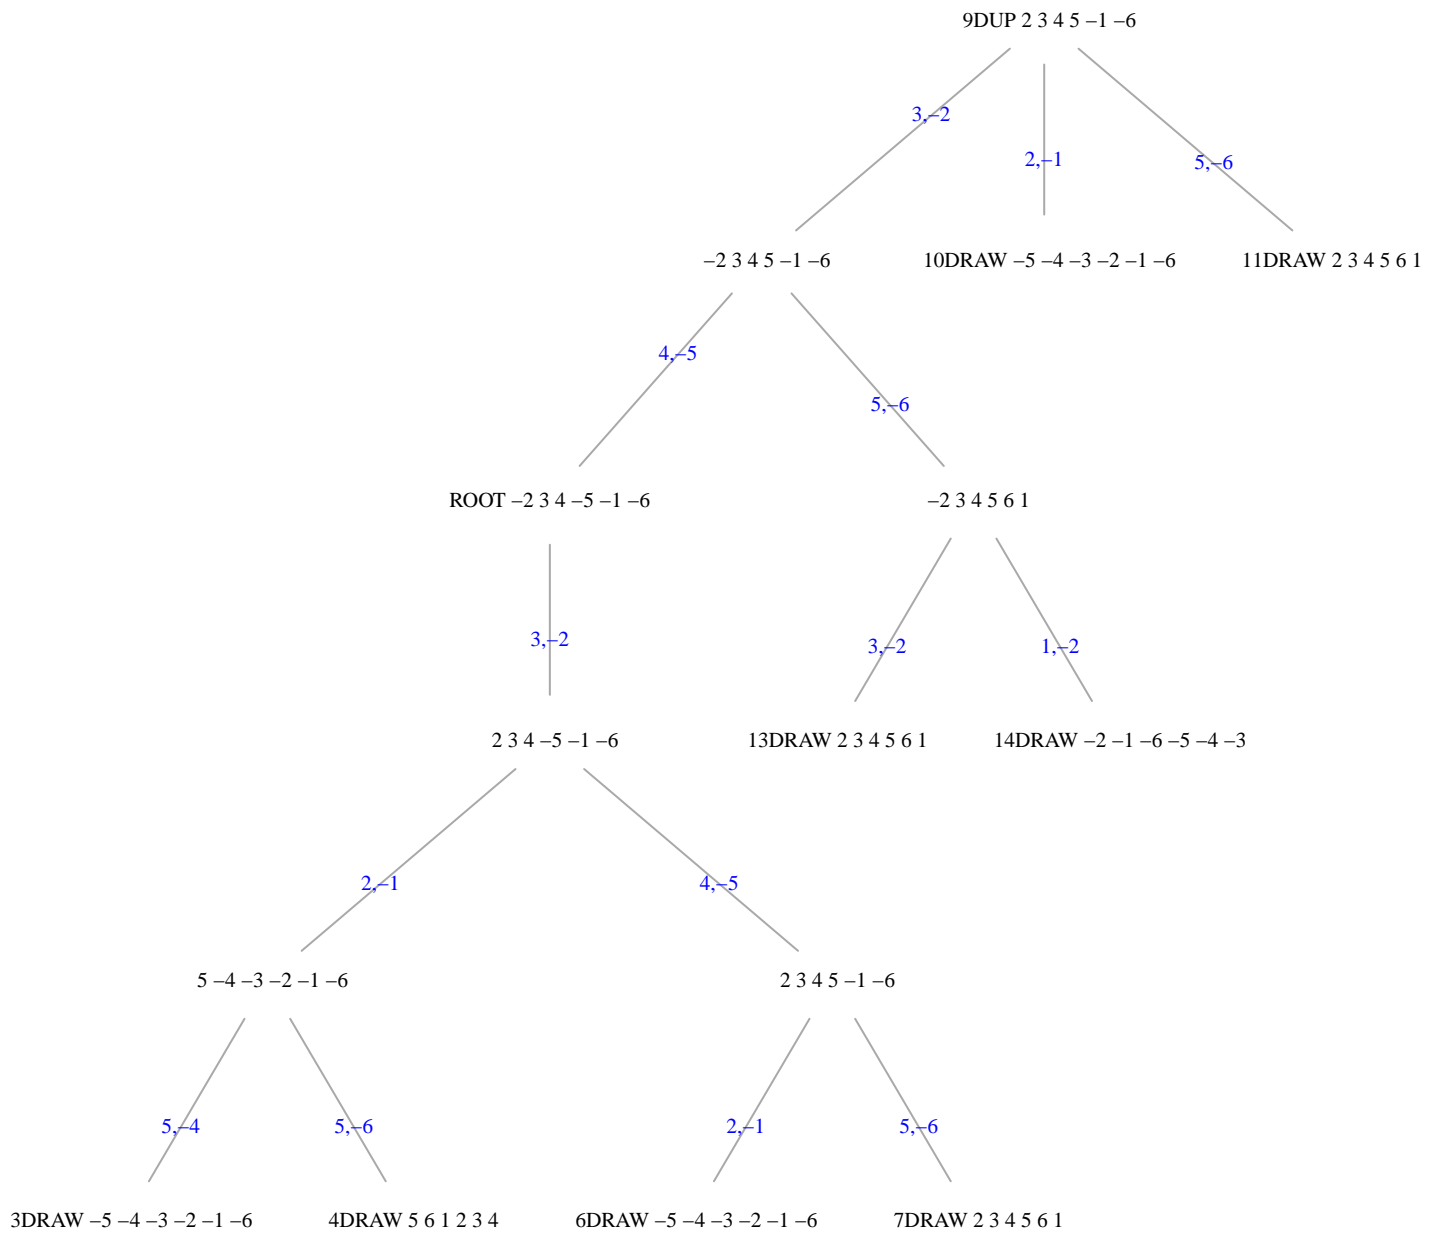 9DUP 2 3 4 5 −1 −6
3,−2
2,−1
5,−6
−2 3 4 5 −1 −6
10DRAW −5 −4 −3 −2 −1 −6
11DRAW 2 3 4 5 6 1
4,−5
5,−6
ROOT −2 3 4 −5 −1 −6
−2 3 4 5 6 1
3,−2
3,−2
1,−2
2 3 4 −5 −1 −6
13DRAW 2 3 4 5 6 1
14DRAW −2 −1 −6 −5 −4 −3
2,−1
4,−5
5 −4 −3 −2 −1 −6
2 3 4 5 −1 −6
5,−4
5,−6
2,−1
5,−6
3DRAW −5 −4 −3 −2 −1 −6
4DRAW 5 6 1 2 3 4
6DRAW −5 −4 −3 −2 −1 −6
7DRAW 2 3 4 5 6 1